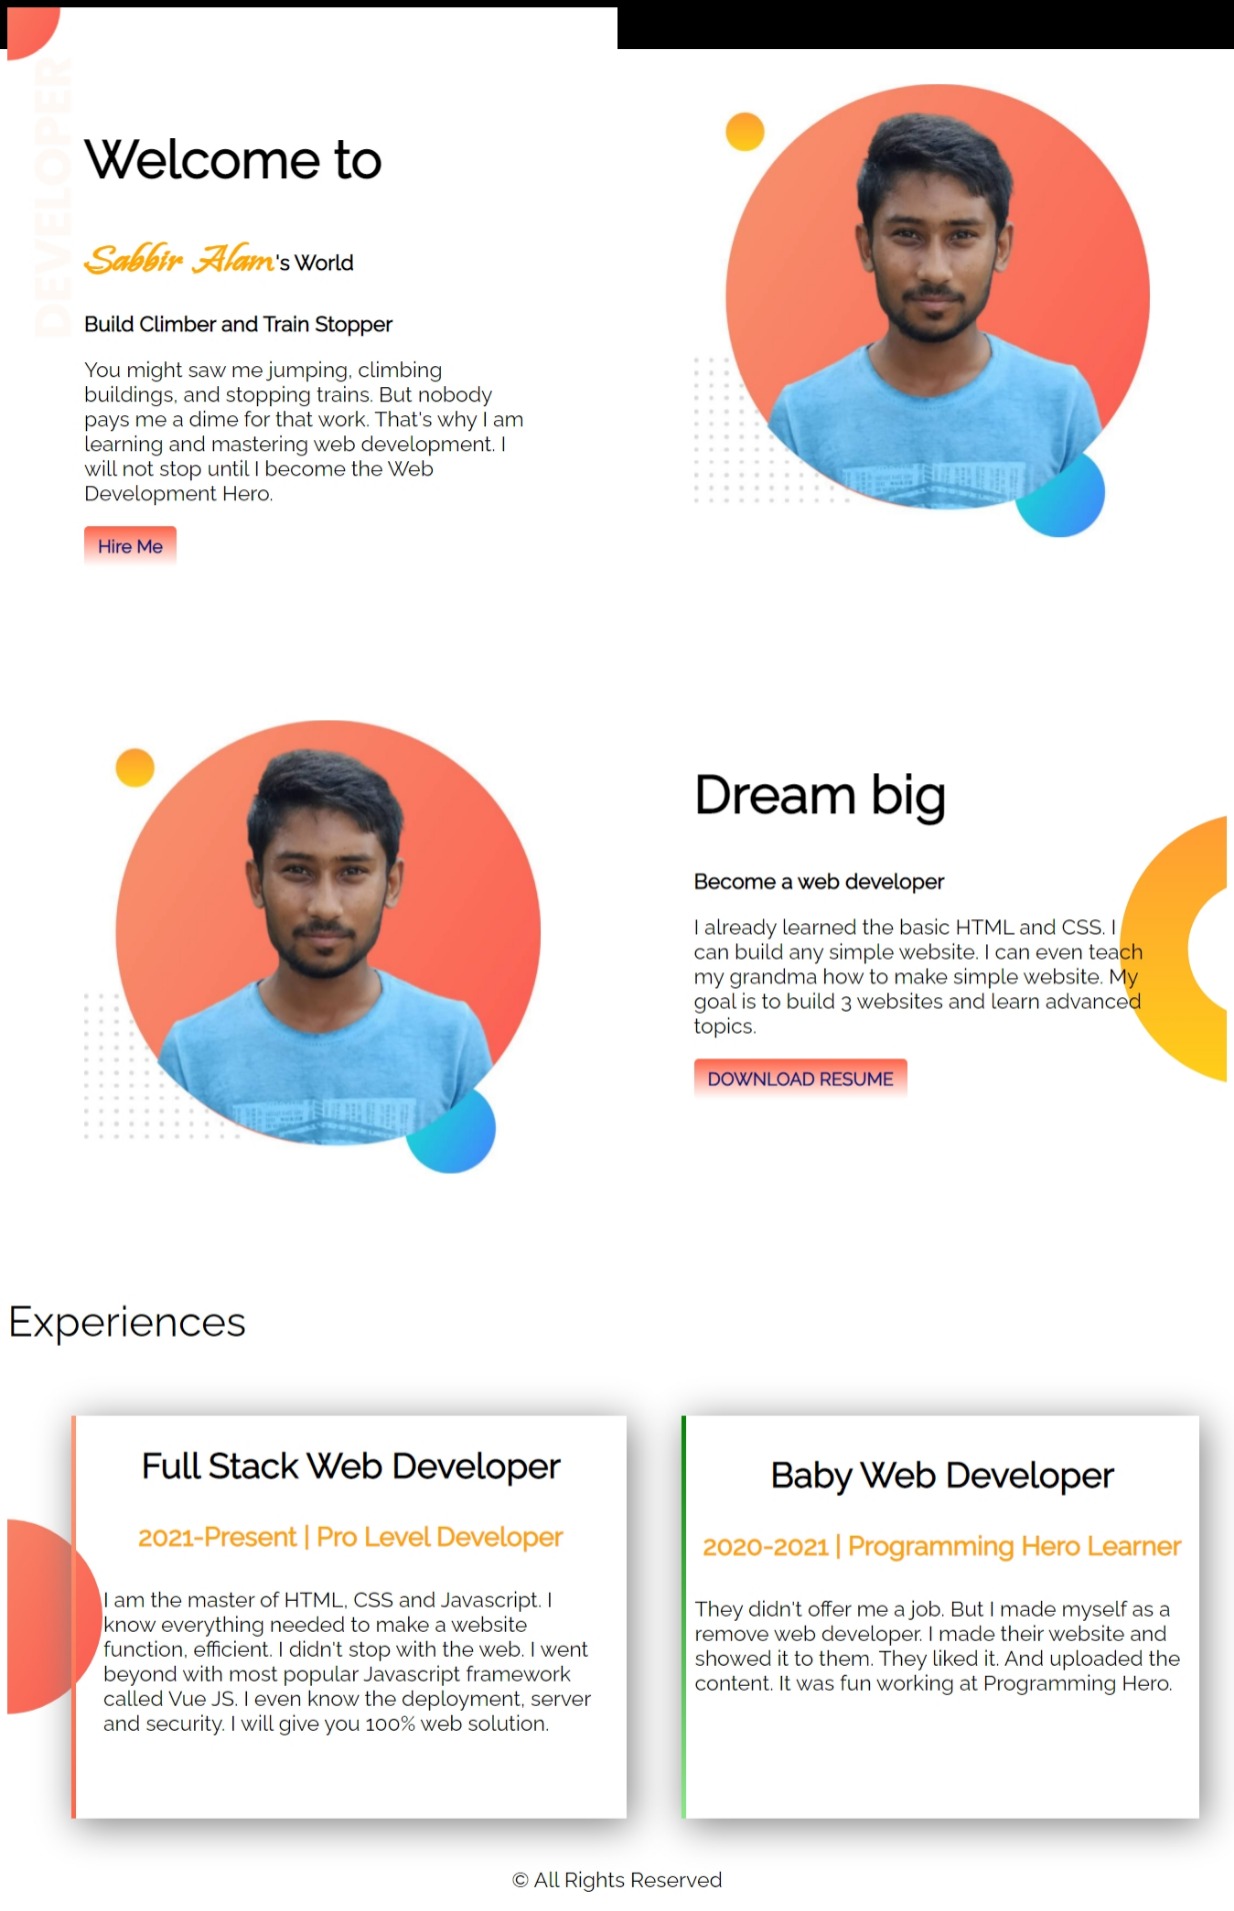 DEVELOPER
Welcome to
Sabbir Alam's World
Build Climber and Train Stopper
You might saw me jumping, climbing
buildings, and stopping trains. But nobody
pays me a dime for that work. That's why I am
learning and mastering web development. I
will not stop until I become the Web
Development Hero.
Hire Me
Dream big
Become a web developer
I already learned the basic HTML and CSS. I
can build any simple website. I can even teach
my grandma how to make simple website. My
goal is to build 3 websites and learn advanced
topics.
DOWNLOAD RESUME
Experiences
Full Stack Web Developer
2021-Present | Pro Level Developer
I am the master of HTML, CSS and Javascript. I
know everything needed to make a website
function, efficient. I didn't stop with the web. I went
beyond with most popular Javascript framework
called Vue JS. I even know the deployment, server
and security. I will give you 100% web solution.
Baby Web Developer
2020-2021 | Programming Hero Learner
They didn't offer me a job. But I made myself as a
remove web developer. I made their website and
showed it to them. They liked it. And uploaded the
content. It was fun working at Programming Hero.
© All Rights Reserved